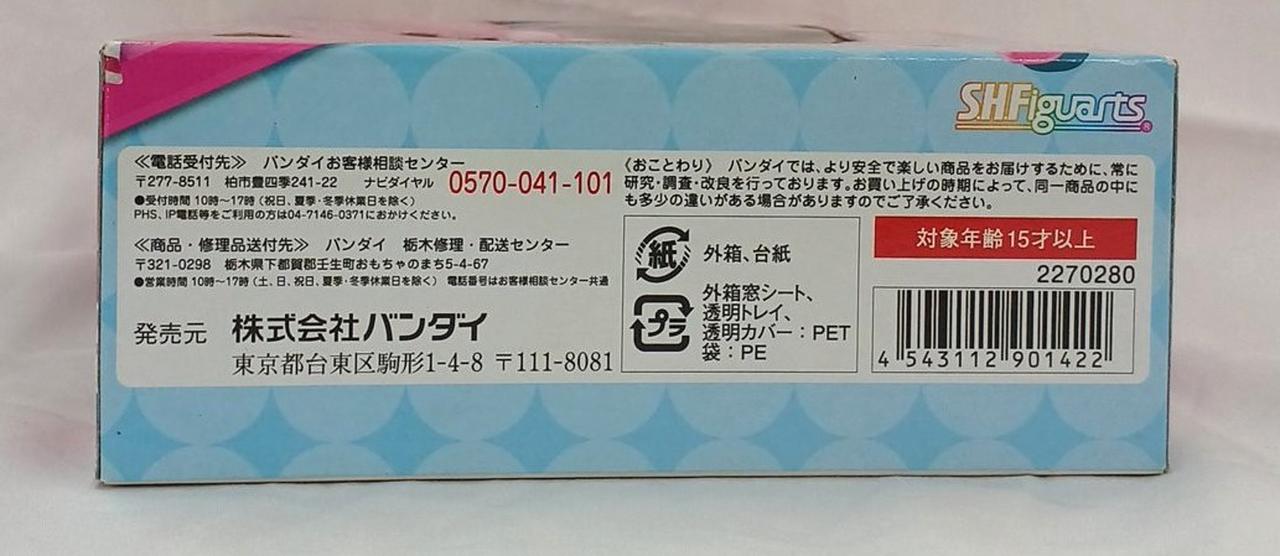 S.H.Figuarts®
≪電話受付先≫ バンダイお客様相談センター
〒277-8511 柏市豊四季241-22 ナビダイヤル 0570-041-101
●受付時間 10時〜17時(祝日、夏季・冬季休業日を除く)
PHS、IP電話等をご利用の方は04-7146-0371におかけください。
≪商品・修理品送付先≫ バンダイ 栃木修理・配送センター
〒321-0298 栃木県下都賀郡壬生町おもちゃのまち5-4-67
●営業時間 10時〜17時(土、日、祝日、夏季・冬季休業日を除く) 電話番号はお客様相談センター共通
発売元 株式会社バンダイ
東京都台東区駒形1-4-8 〒111-8081
〈おことわり〉 バンダイでは、より安全で楽しい商品をお届けするために、常に
研究・調査・改良を行っております。お買い上げの時期によって、同一商品の中に
も多少の違いがある場合がありますのでご了承ください。
紙 外箱、台紙
プラ
外箱窓シート、
透明トレイ、
透明カバー:PET
袋:PE
対象年齢15才以上
2270280
4 543112 901422